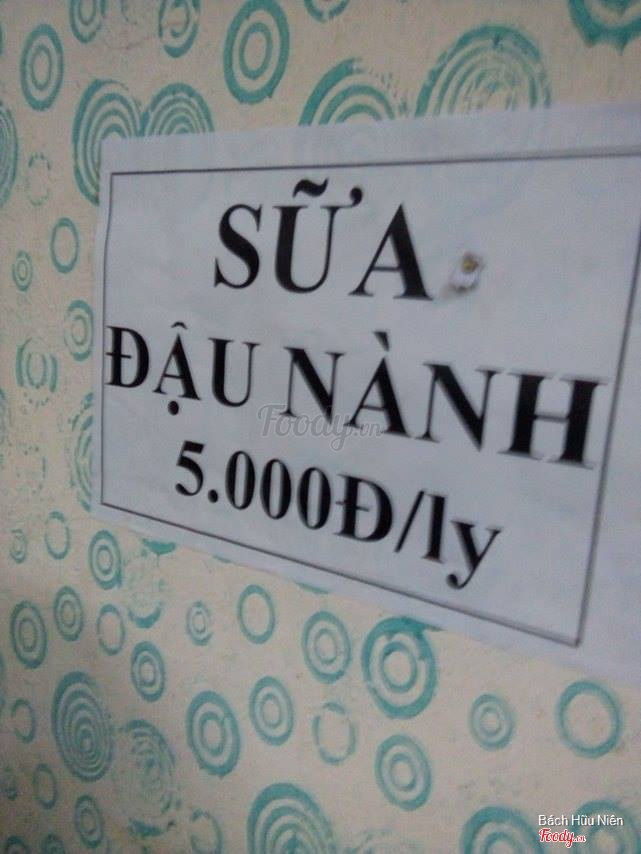 SỮA
ĐẬU NÀNH
Foody.vn
5.000Đ/ly
Bách Hữu Niên
Foody.vn